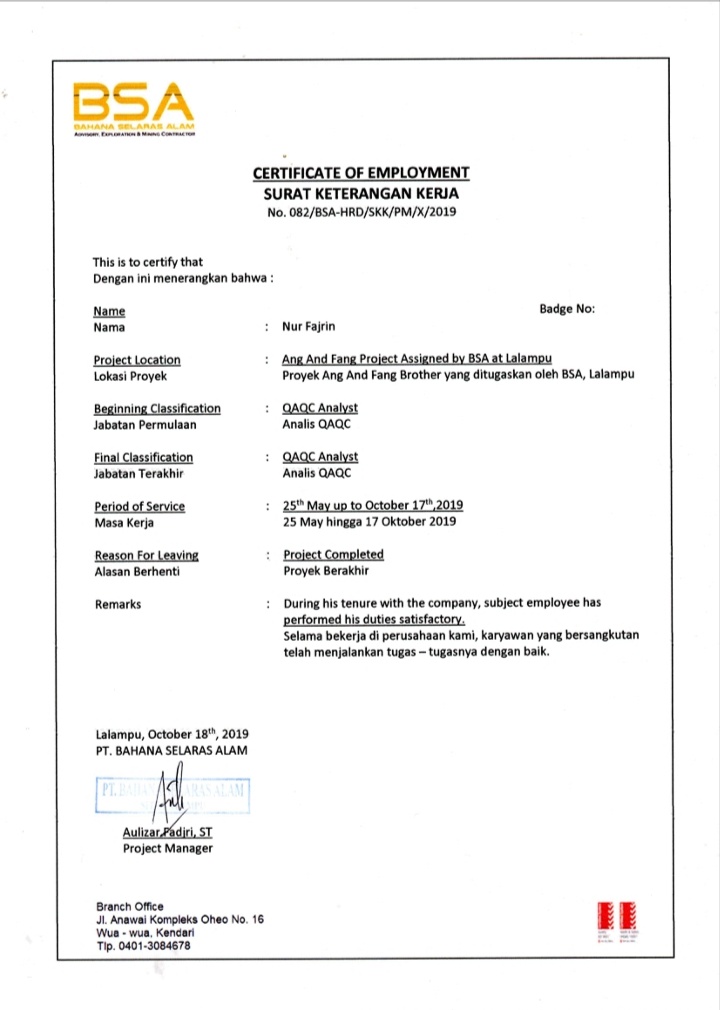 BSA
BAHANA SELARAS ALAM
ADVISORY, EXPLORATION & MINING CONTRACTOR
CERTIFICATE OF EMPLOYMENT
SURAT KETERANGAN KERJA
No. 082/BSA-HRD/SKK/PM/X/2019
This is to certify that
Dengan ini menerangkan bahwa :
Name Badge No:
Nama : Nur Fajrin
Project Location : Ang And Fang Project Assigned by BSA at Lalampu
Lokasi Proyek Proyek Ang And Fang Brother yang ditugaskan oleh BSA, Lalampu
Beginning Classification : QAQC Analyst
Jabatan Permulaan Analis QAQC
Final Classification : QAQC Analyst
Jabatan Terakhir Analis QAQC
Period of Service : 25th May up to October 17th,2019
Masa Kerja 25 May hingga 17 Oktober 2019
Reason For Leaving : Project Completed
Alasan Berhenti Proyek Berakhir
Remarks : During his tenure with the company, subject employee has
performed his duties satisfactory.
Selama bekerja di perusahaan kami, karyawan yang bersangkutan
telah menjalankan tugas – tugasnya dengan baik.
Lalampu, October 18th, 2019
PT. BAHANA SELARAS ALAM
PT. BAHANA SELARAS ALAM
Aulizar Padiri, ST
Project Manager
Branch Office
Jl. Anawai Kompleks Oheo No. 16
Wua - wua, Kendari
Tlp. 0401-3084678